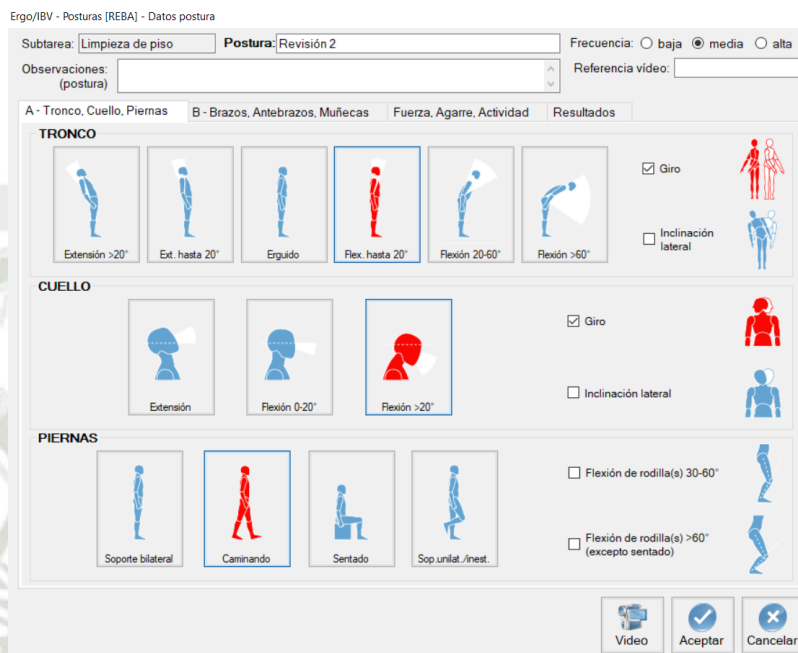 Ergo/IBV - Posturas [REBA] - Datos postura
Subtarea: Limpieza de piso Postura: Revisión 2 Frecuencia: baja media alta
Observaciones: Referencia vídeo:
(postura)
A - Tronco, Cuello, Piernas B - Brazos, Antebrazos, Muñecas Fuerza, Agarre, Actividad Resultados
TRONCO
Giro
Inclinación
lateral
Extensión >20° Ext. hasta 20° Erguido Flex. hasta 20° Flexión 20-60° Flexión >60°
CUELLO
Giro
Inclinación lateral
Extensión Flexión 0-20° Flexión >20°
PIERNAS
Flexión de rodilla(s) 30-60°
Flexión de rodilla(s) >60°
(excepto sentado)
Soporte bilateral Caminando Sentado Sop.unilat./inest.
Video Aceptar Cancelar